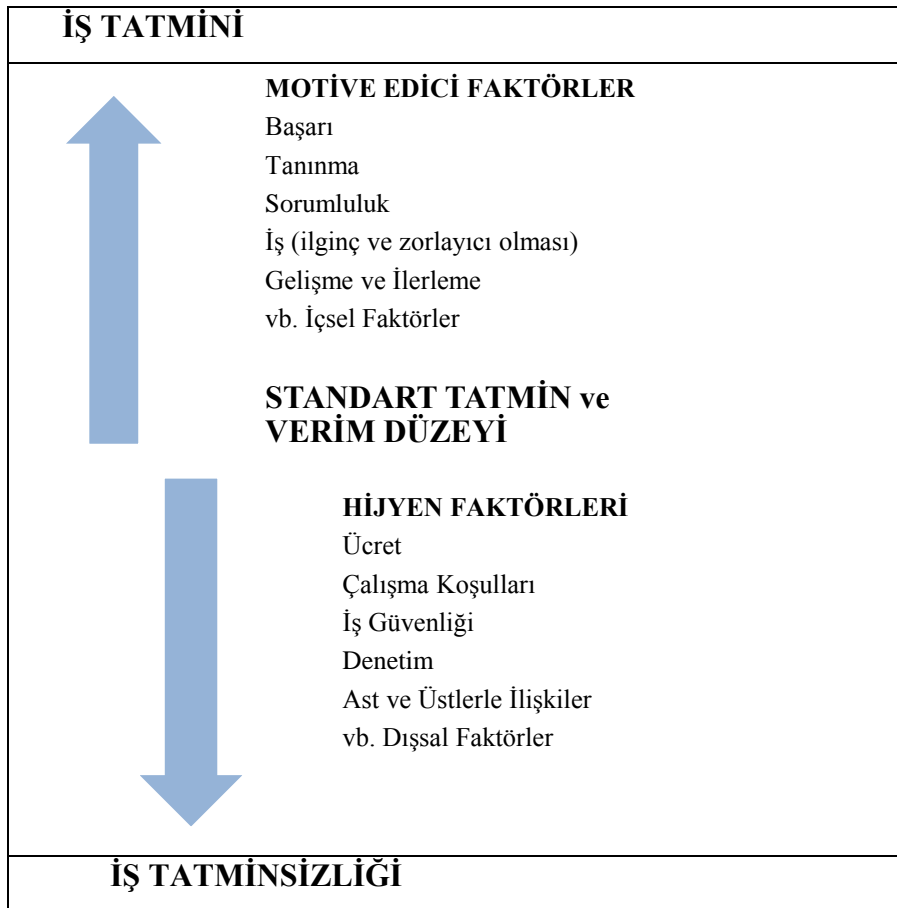 İŞ TATMİNİ
MOTİVE EDİCİ FAKTÖRLER
Başarı
Tanınma
Sorumluluk
İş (ilginç ve zorlayıcı olması)
Gelişme ve İlerleme
vb. İçsel Faktörler
STANDART TATMİN ve
VERİM DÜZEYİ
HİJYEN FAKTÖRLERİ
Ücret
Çalışma Koşulları
İş Güvenliği
Denetim
Ast ve Üstlerle İlişkiler
vb. Dışsal Faktörler
İŞ TATMİNSİZLİĞİ